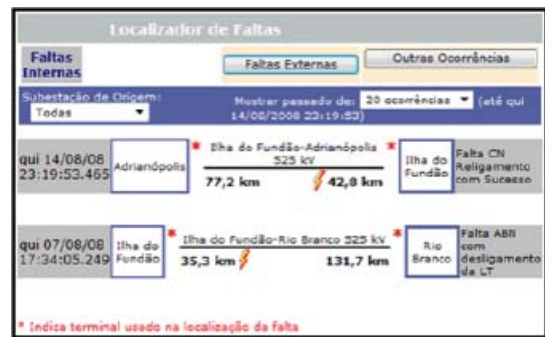 Localizador de Faltas
Faltas Internas
Faltas Externas
Outras Ocorrências
Subestação de Origem:
Todas
Mostrar passado de: 20 ocorrências (até qui 14/08/2008 23:19:53)
qui 14/08/08
23:19:53.465
Adrianópolis
*
Ilha do Fundão-Adrianópolis
525 kV
77,2 km
42,8 km
*
Ilha do
Fundão
Falta CN
Religamento
com Sucesso
qui 07/08/08
17:34:05.249
Ilha do
Fundão
*
Ilha do Fundão-Rio Branco 525 kV
35,3 km
131,7 km
*
Rio
Branco
Falta ABN
com
desligamento
da LT
* Indica terminal usado na localização da falta